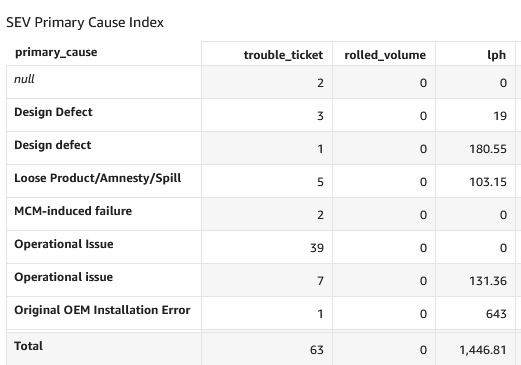 SEV Primary Cause Index
primary_cause trouble_ticket rolled_volume lph
null 2 0 0
Design Defect 3 0 19
Design defect 1 0 180.55
Loose Product/Amnesty/Spill 5 0 103.15
MCM-induced failure 2 0 0
Operational Issue 39 0 0
Operational issue 7 0 131.36
Original OEM Installation Error 1 0 643
Total 63 0 1,446.81